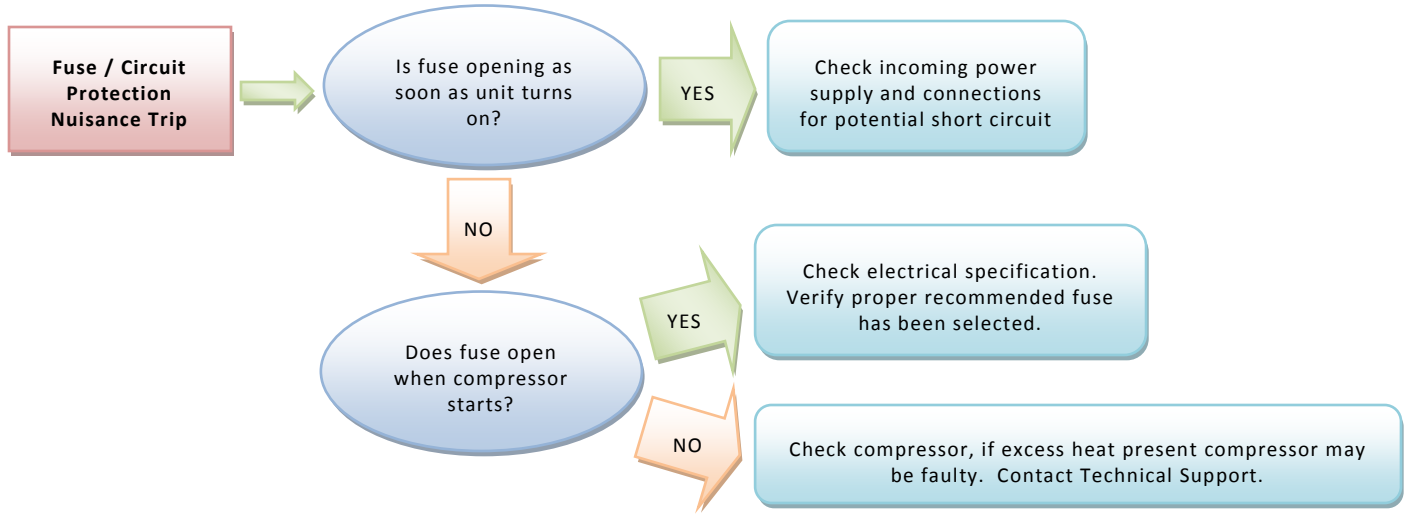 Fuse / Circuit
Protection
Nuisance Trip
Is fuse opening as
soon as unit turns
on?
YES
Check incoming power
supply and connections
for potential short circuit
NO
Does fuse open
when compressor
starts?
YES
Check electrical specification.
Verify proper recommended fuse
has been selected.
NO
Check compressor, if excess heat present compressor may
be faulty. Contact Technical Support.